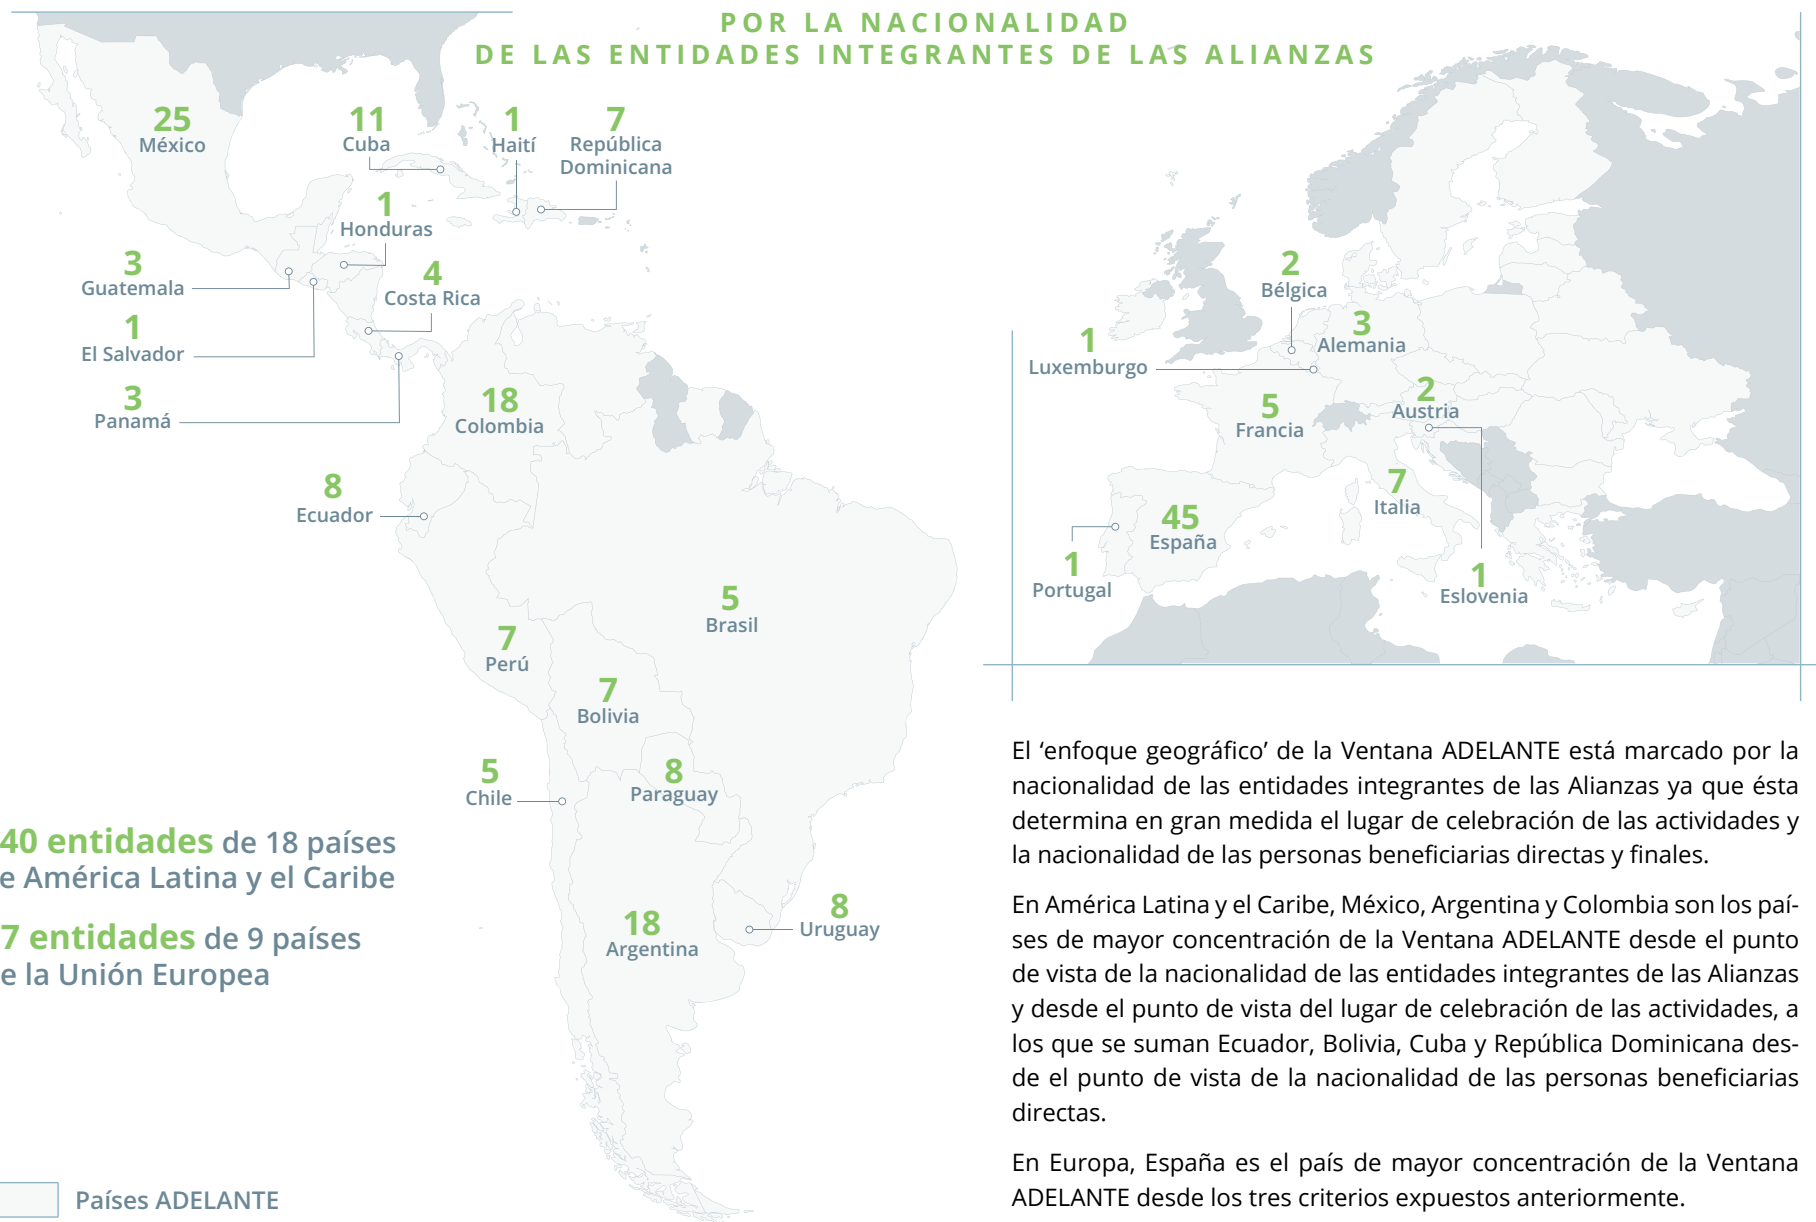 POR LA NACIONALIDAD
DE LAS ENTIDADES INTEGRANTES DE LAS ALIANZAS
25
México
11
Cuba
1
Haití
7
República
Dominicana
1
Honduras
3
Guatemala
4
Costa Rica
1
El Salvador
3
Panamá
18
Colombia
8
Ecuador
5
Brasil
7
Perú
7
Bolivia
5
Chile
8
Paraguay
18
Argentina
8
Uruguay
2
Bélgica
3
Alemania
1
Luxemburgo
2
Austria
5
Francia
7
Italia
45
España
1
Portugal
1
Eslovenia
40 entidades de 18 países
e América Latina y el Caribe
7 entidades de 9 países
e la Unión Europea
Países ADELANTE
El ‘enfoque geográfico’ de la Ventana ADELANTE está marcado por la
nacionalidad de las entidades integrantes de las Alianzas ya que ésta
determina en gran medida el lugar de celebración de las actividades y
la nacionalidad de las personas beneficiarias directas y finales.
En América Latina y el Caribe, México, Argentina y Colombia son los paí-
ses de mayor concentración de la Ventana ADELANTE desde el punto
de vista de la nacionalidad de las entidades integrantes de las Alianzas
y desde el punto de vista del lugar de celebración de las actividades, a
los que se suman Ecuador, Bolivia, Cuba y República Dominicana des-
de el punto de vista de la nacionalidad de las personas beneficiarias
directas.
En Europa, España es el país de mayor concentración de la Ventana
ADELANTE desde los tres criterios expuestos anteriormente.